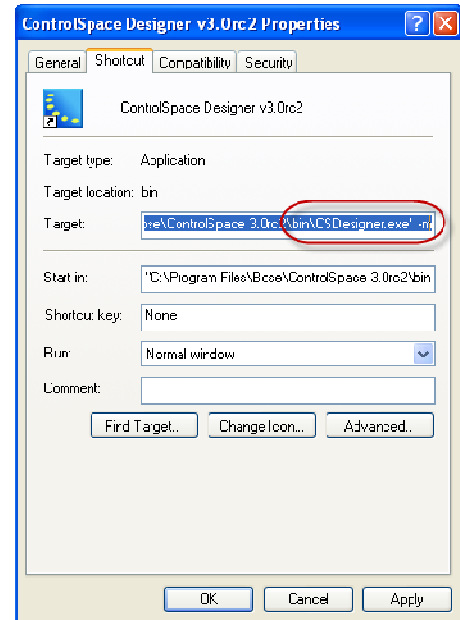 ControlSpace Designer v3.0rc2 Properties
General Shortcut Compatibility Security
ControlSpace Designer v3.0rc2
Target type: Application
Target location: bin
Target: ose\ControlSpace 3.0rc2\bin\CSDesigner.exe" -m
Start in: "C:\Program Files\Bose\ControlSpace 3.0rc2\bin
Shortcut key: None
Run: Normal window
Comment:
Find Target... Change Icon... Advanced...
OK Cancel Apply